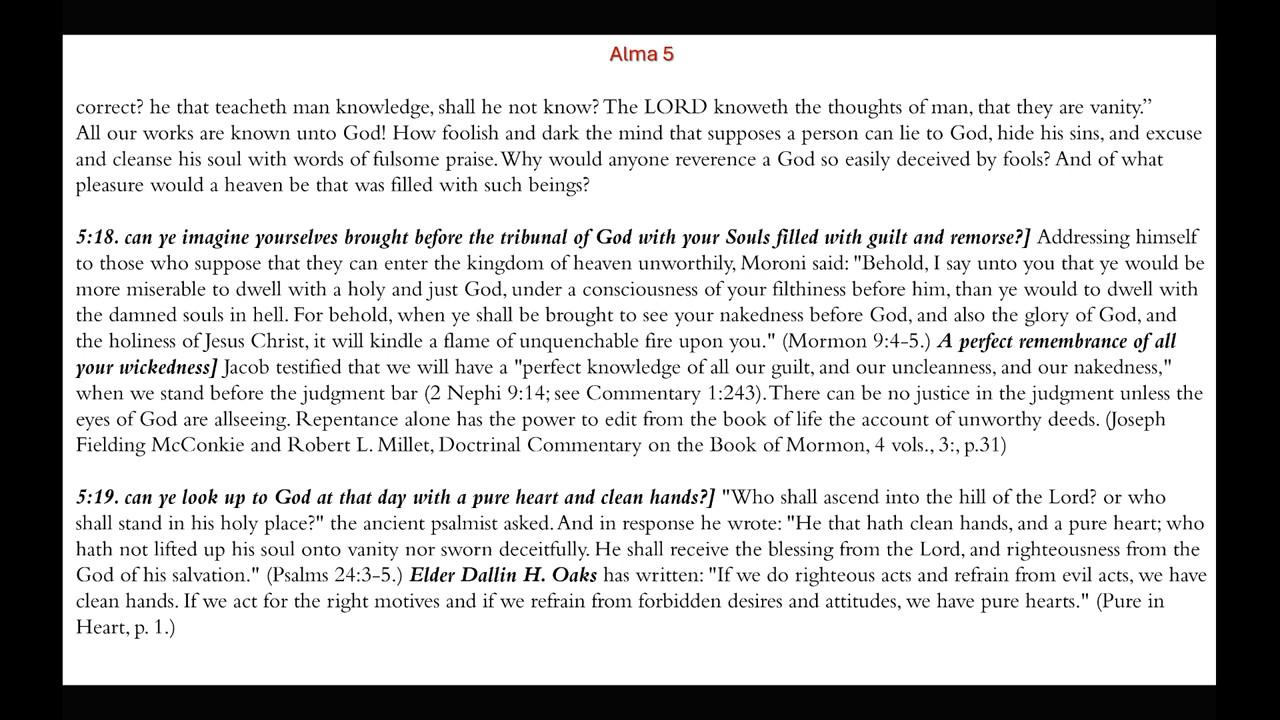 Alma 5
correct? he that teacheth man knowledge, shall he not know? The LORD knoweth the thoughts of man, that they are vanity.”
All our works are known unto God! How foolish and dark the mind that supposes a person can lie to God, hide his sins, and excuse
and cleanse his soul with words of fulsome praise. Why would anyone reverence a God so easily deceived by fools? And of what
pleasure would a heaven be that was filled with such beings?
5:18. can ye imagine yourselves brought before the tribunal of God with your Souls filled with guilt and remorse?] Addressing himself
to those who suppose that they can enter the kingdom of heaven unworthily, Moroni said: "Behold, I say unto you that ye would be
more miserable to dwell with a holy and just God, under a consciousness of your filthiness before him, than ye would to dwell with
the damned souls in hell. For behold, when ye shall be brought to see your nakedness before God, and also the glory of God, and
the holiness of Jesus Christ, it will kindle a flame of unquenchable fire upon you." (Mormon 9:4-5.) A perfect remembrance of all
your wickedness] Jacob testified that we will have a "perfect knowledge of all our guilt, and our uncleanness, and our nakedness,"
when we stand before the judgment bar (2 Nephi 9:14; see Commentary 1:243). There can be no justice in the judgment unless the
eyes of God are allseeing. Repentance alone has the power to edit from the book of life the account of unworthy deeds. (Joseph
Fielding McConkie and Robert L. Millet, Doctrinal Commentary on the Book of Mormon, 4 vols., 3:, p.31)
5:19. can ye look up to God at that day with a pure heart and clean hands?] "Who shall ascend into the hill of the Lord? or who
shall stand in his holy place?" the ancient psalmist asked. And in response he wrote: "He that hath clean hands, and a pure heart; who
hath not lifted up his soul onto vanity nor sworn deceitfully. He shall receive the blessing from the Lord, and righteousness from the
God of his salvation." (Psalms 24:3-5.) Elder Dallin H. Oaks has written: "If we do righteous acts and refrain from evil acts, we have
clean hands. If we act for the right motives and if we refrain from forbidden desires and attitudes, we have pure hearts." (Pure in
Heart, p. 1.)